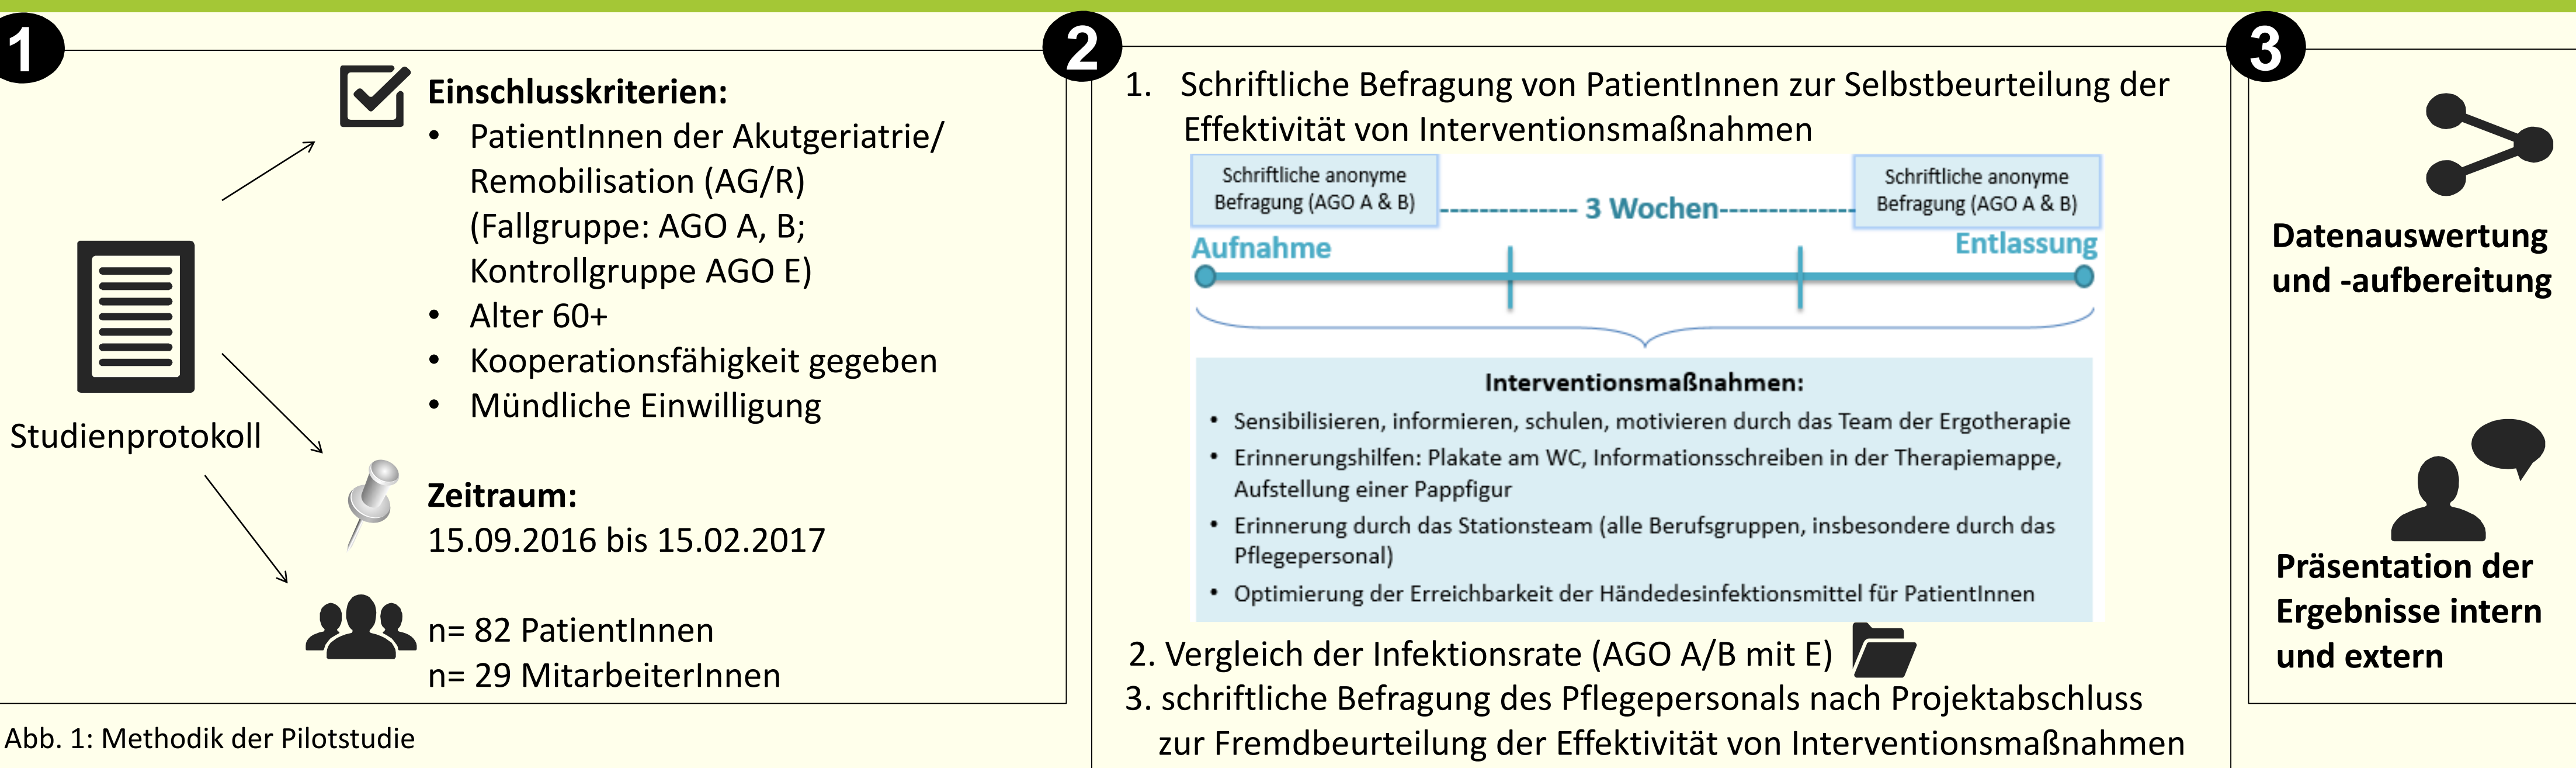 1
Einschlusskriterien:
• PatientInnen der Akutgeriatrie/
Remobilisation (AG/R)
(Fallgruppe: AGO A, B;
Kontrollgruppe AGO E)
• Alter 60+
• Kooperationsfähigkeit gegeben
• Mündliche Einwilligung
Studienprotokoll
Zeitraum:
15.09.2016 bis 15.02.2017
n= 82 PatientInnen
n= 29 MitarbeiterInnen
Abb. 1: Methodik der Pilotstudie
2
1. Schriftliche Befragung von PatientInnen zur Selbstbeurteilung der
Effektivität von Interventionsmaßnahmen
Schriftliche anonyme
Befragung (AGO A & B)
3 Wochen
Schriftliche anonyme
Befragung (AGO A & B)
Aufnahme
Entlassung
Interventionsmaßnahmen:
• Sensibilisieren, informieren, schulen, motivieren durch das Team der Ergotherapie
• Erinnerungshilfen: Plakate am WC, Informationsschreiben in der Therapiemappe,
Aufstellung einer Pappfigur
• Erinnerung durch das Stationsteam (alle Berufsgruppen, insbesondere durch das
Pflegepersonal)
• Optimierung der Erreichbarkeit der Händedesinfektionsmittel für PatientInnen
2. Vergleich der Infektionsrate (AGO A/B mit E)
3. schriftliche Befragung des Pflegepersonals nach Projektabschluss
zur Fremdbeurteilung der Effektivität von Interventionsmaßnahmen
3
Datenauswertung
und -aufbereitung
Präsentation der
Ergebnisse intern
und extern